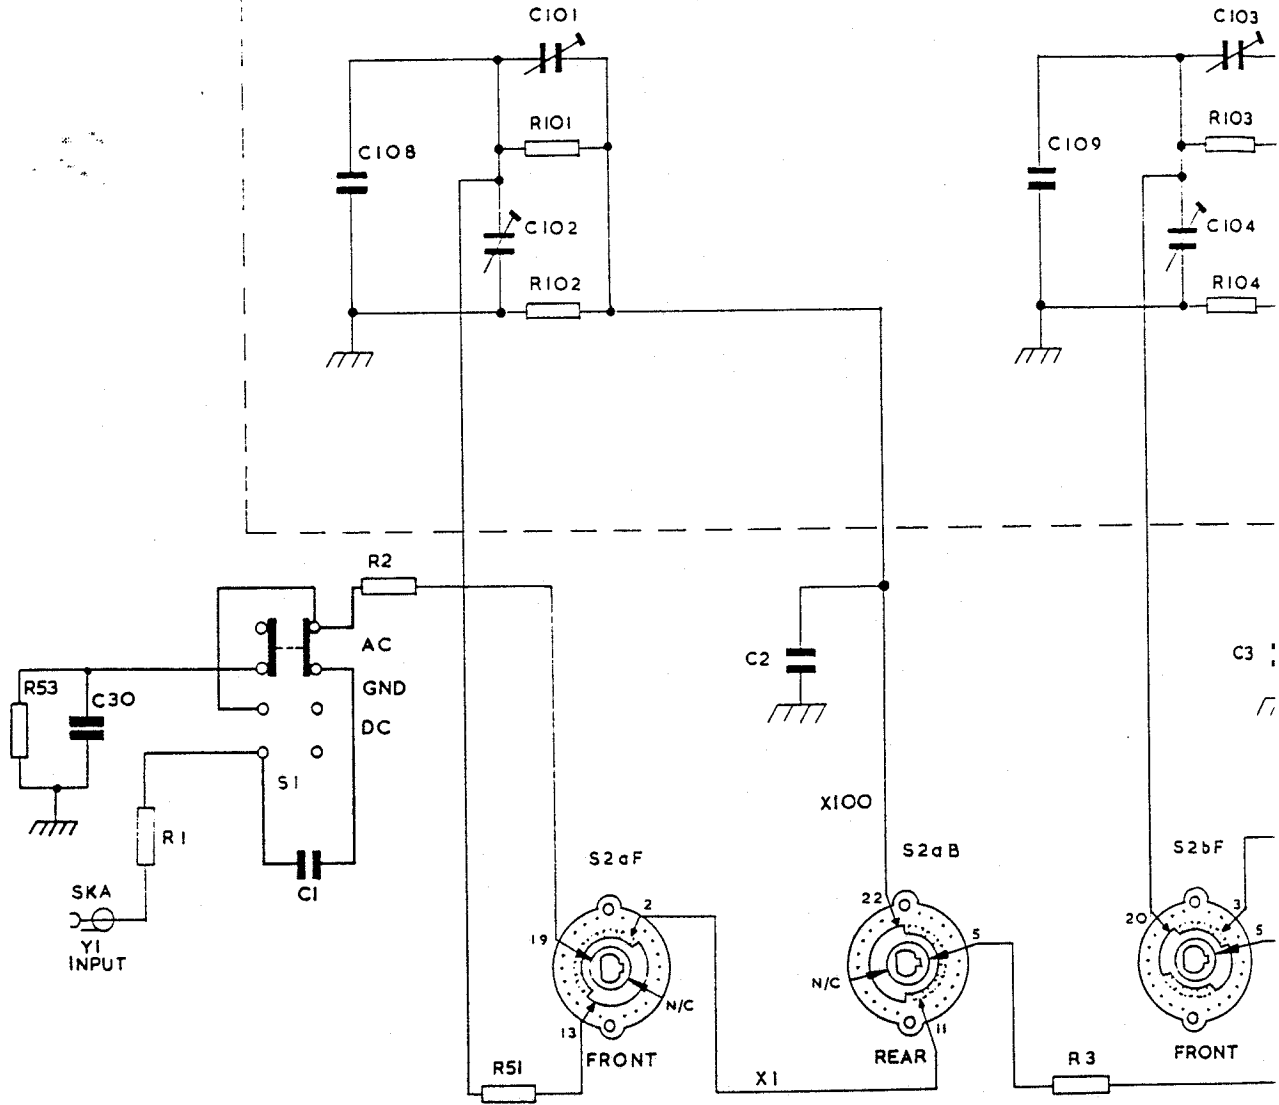 C101
C103
R101
R103
C108
C109
C102
C104
R102
R104
R2
AC
GND
DC
R53
C30
C2
C3
S1
R1
C1
X100
S2aF
S2aB
S2bF
SKA
Y1
INPUT
19
2
13
N/C
22
5
N/C
11
20
3
5
FRONT
REAR
FRONT
R51
X1
R3